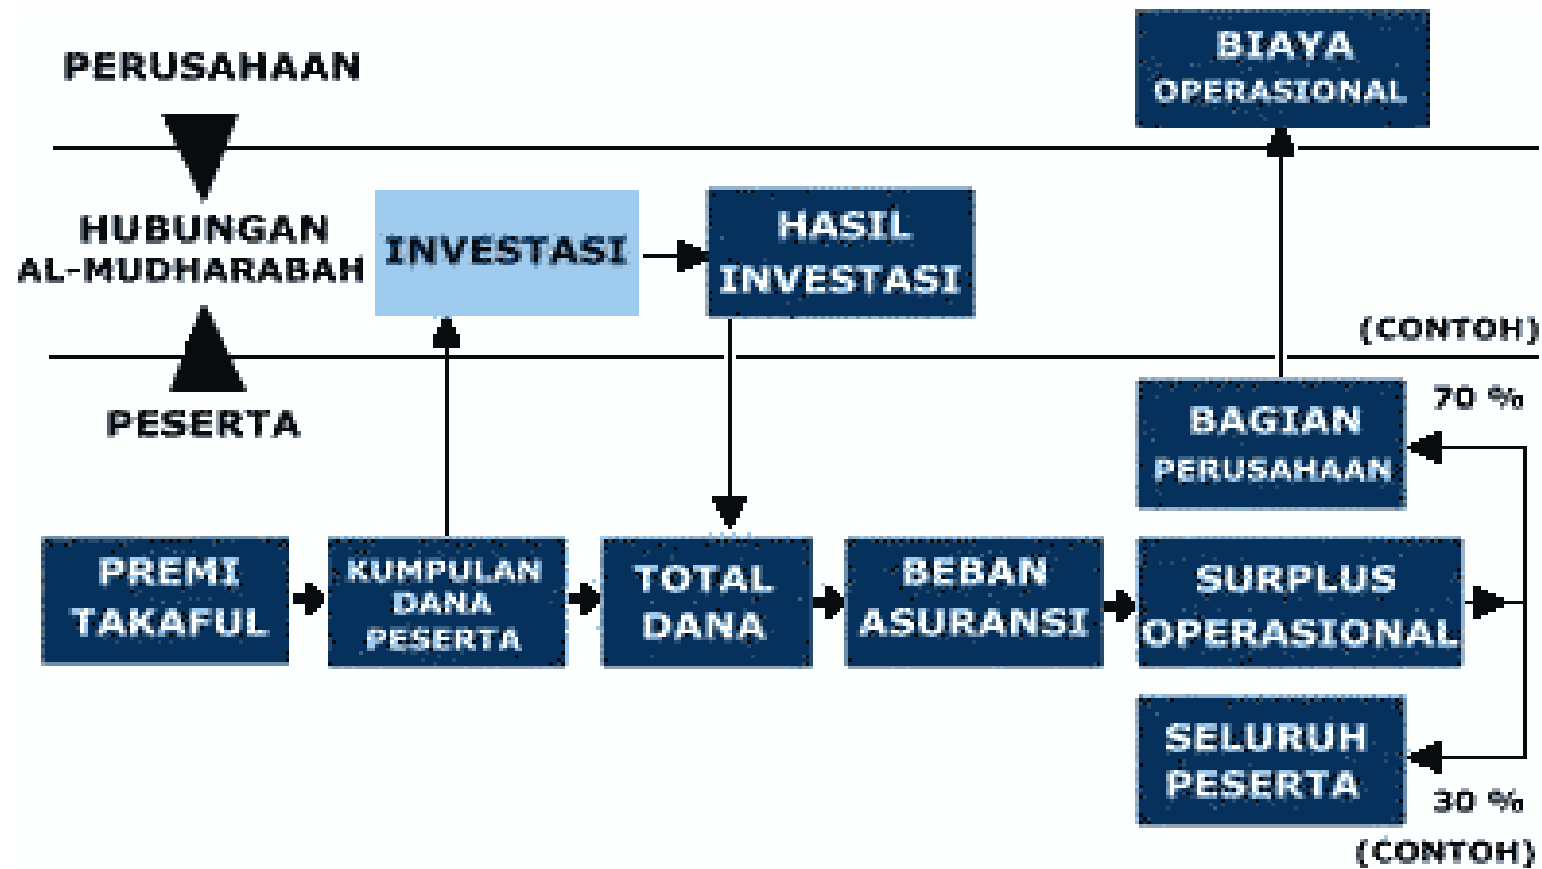 PERUSAHAAN
BIAYA
OPERASIONAL
HUBUNGAN
AL-MUDHARABAH
INVESTASI
HASIL
INVESTASI
(CONTOH)
PESERTA
BAGIAN
PERUSAHAAN
70 %
PREMI
TAKAFUL
KUMPULAN
DANA
PESERTA
TOTAL
DANA
BEBAN
ASURANSI
SURPLUS
OPERASIONAL
SELURUH
PESERTA
30 %
(CONTOH)